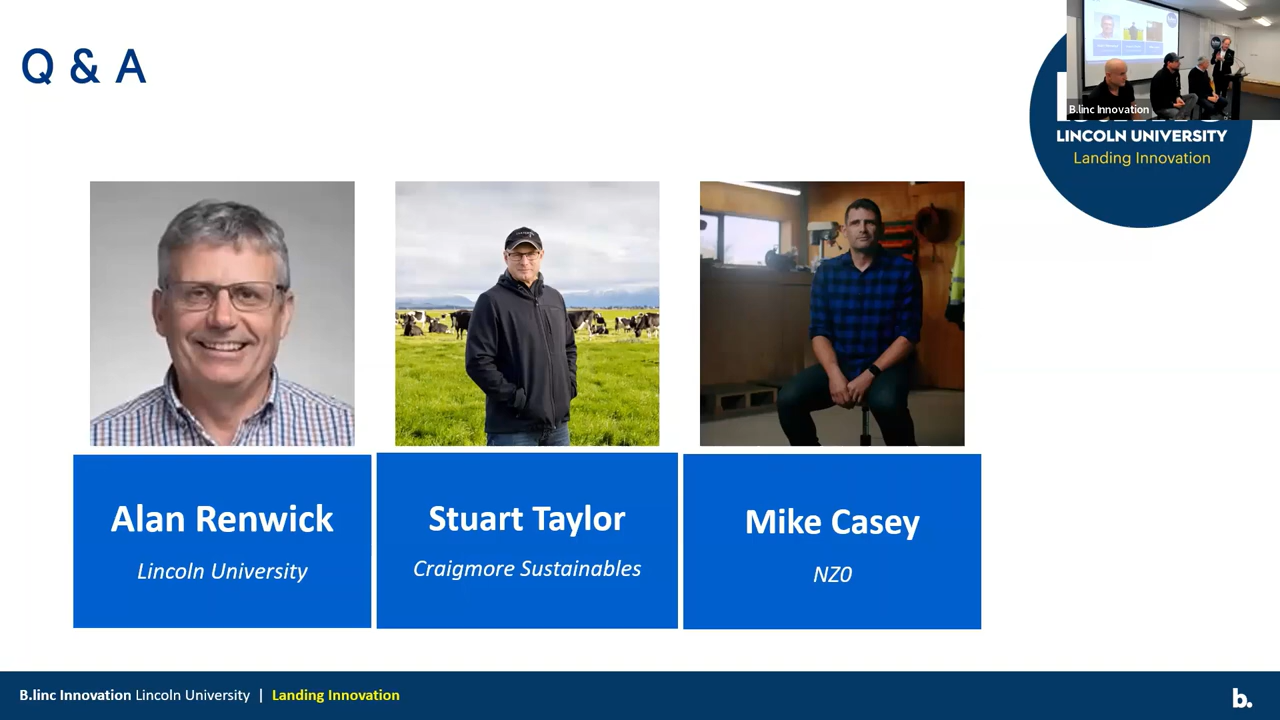 Q & A
B.linc Innovation
LINCOLN UNIVERSITY
Landing Innovation
Alan Renwick
Lincoln University
Stuart Taylor
Craigmore Sustainables
Mike Casey
NZ0
B.linc Innovation Lincoln University | Landing Innovation
b.